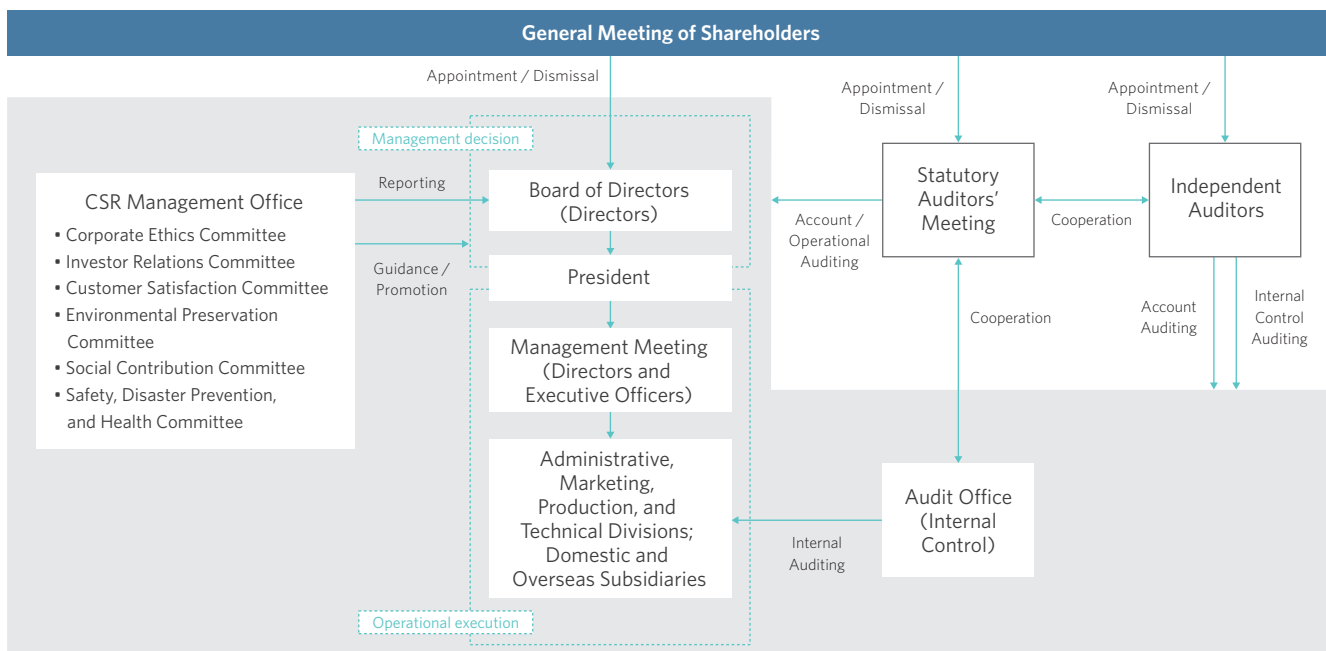 General Meeting of Shareholders
Appointment / Dismissal
Appointment /
Dismissal
Appointment /
Dismissal
Management decision
CSR Management Office
• Corporate Ethics Committee
• Investor Relations Committee
• Customer Satisfaction Committee
• Environmental Preservation
Committee
• Social Contribution Committee
• Safety, Disaster Prevention,
and Health Committee
Reporting
Guidance /
Promotion
Board of Directors
(Directors)
President
Management Meeting
(Directors and
Executive Officers)
Administrative,
Marketing,
Production, and
Technical Divisions;
Domestic and
Overseas Subsidiaries
Operational execution
Account /
Operational
Auditing
Statutory
Auditors’
Meeting
Cooperation
Independent
Auditors
Cooperation
Account
Auditing
Internal
Control
Auditing
Internal
Auditing
Audit Office
(Internal
Control)